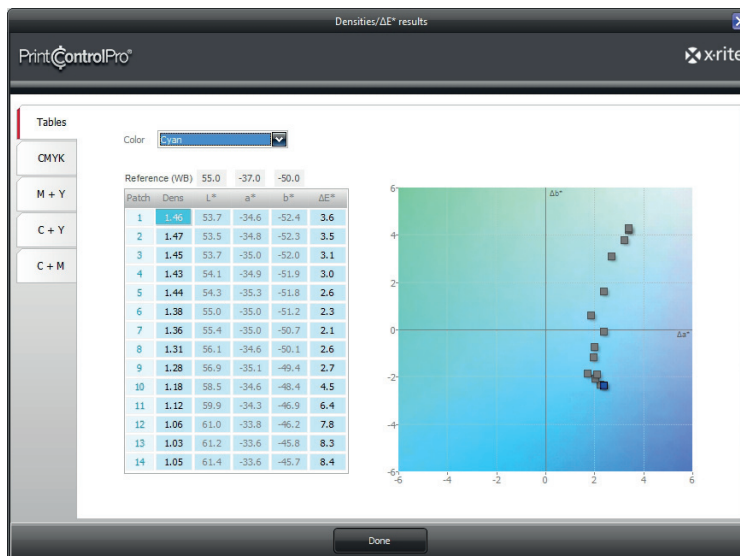 Densities/ΔE* results
PrintControlPro®
x·rite
Tables
CMYK
M + Y
C + Y
C + M
Color Cyan
Reference (WB) 55.0 -37.0 -50.0
Patch Dens L* a* b* ΔE*
1 1.46 53.7 -34.6 -52.4 3.6
2 1.47 53.5 -34.8 -52.3 3.5
3 1.45 53.7 -35.0 -52.0 3.1
4 1.43 54.1 -34.9 -51.9 3.0
5 1.44 54.3 -35.3 -51.8 2.6
6 1.38 55.0 -35.0 -51.2 2.3
7 1.36 55.4 -35.0 -50.7 2.1
8 1.31 56.1 -34.6 -50.1 2.6
9 1.28 56.9 -35.1 -49.4 2.7
10 1.18 58.5 -34.6 -48.4 4.5
11 1.12 59.9 -34.3 -46.9 6.4
12 1.06 61.0 -33.8 -46.2 7.8
13 1.03 61.2 -33.6 -45.8 8.3
14 1.05 61.4 -33.6 -45.7 8.4
6
Δb*
4
2
0
Δa*
-2
-4
-6
-6 -4 -2 0 2 4 6
Done